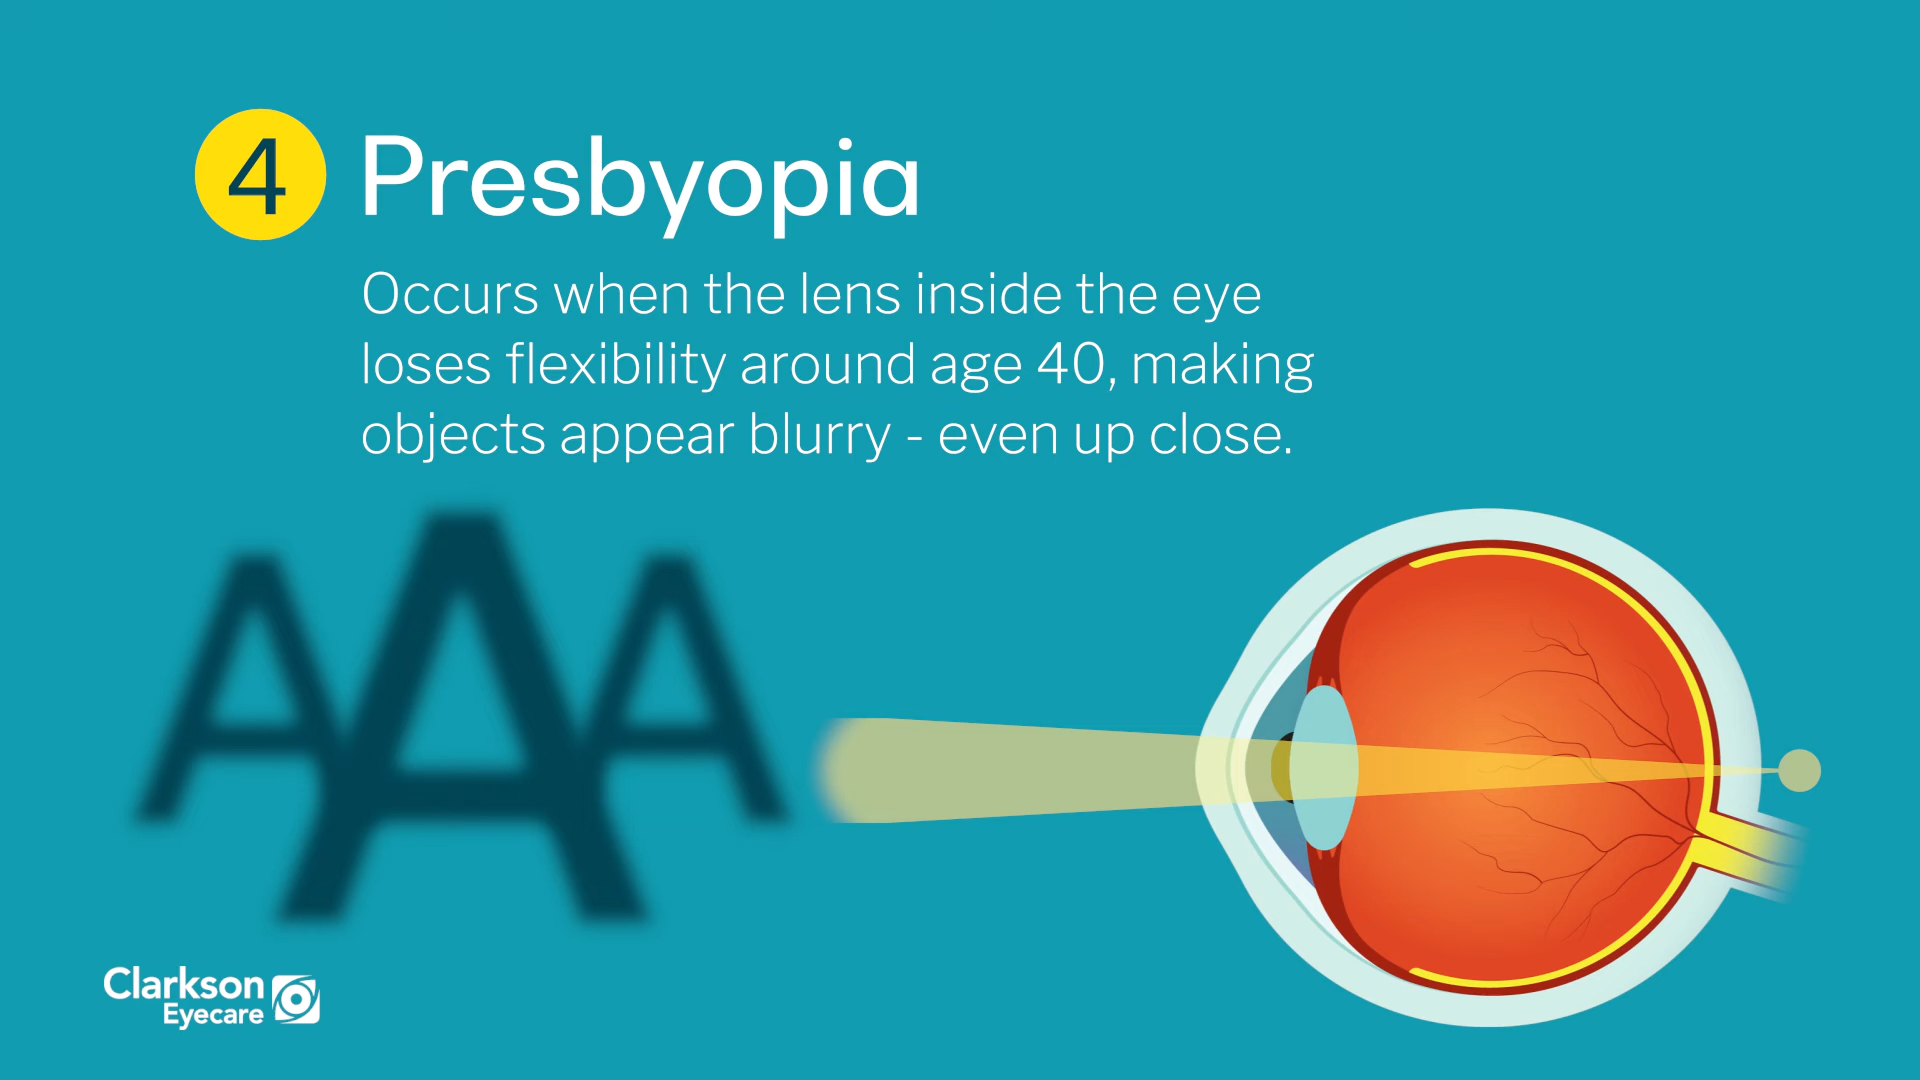 4 Presbyopia
Occurs when the lens inside the eye
loses flexibility around age 40, making
objects appear blurry - even up close.
A A A
Clarkson
Eyecare